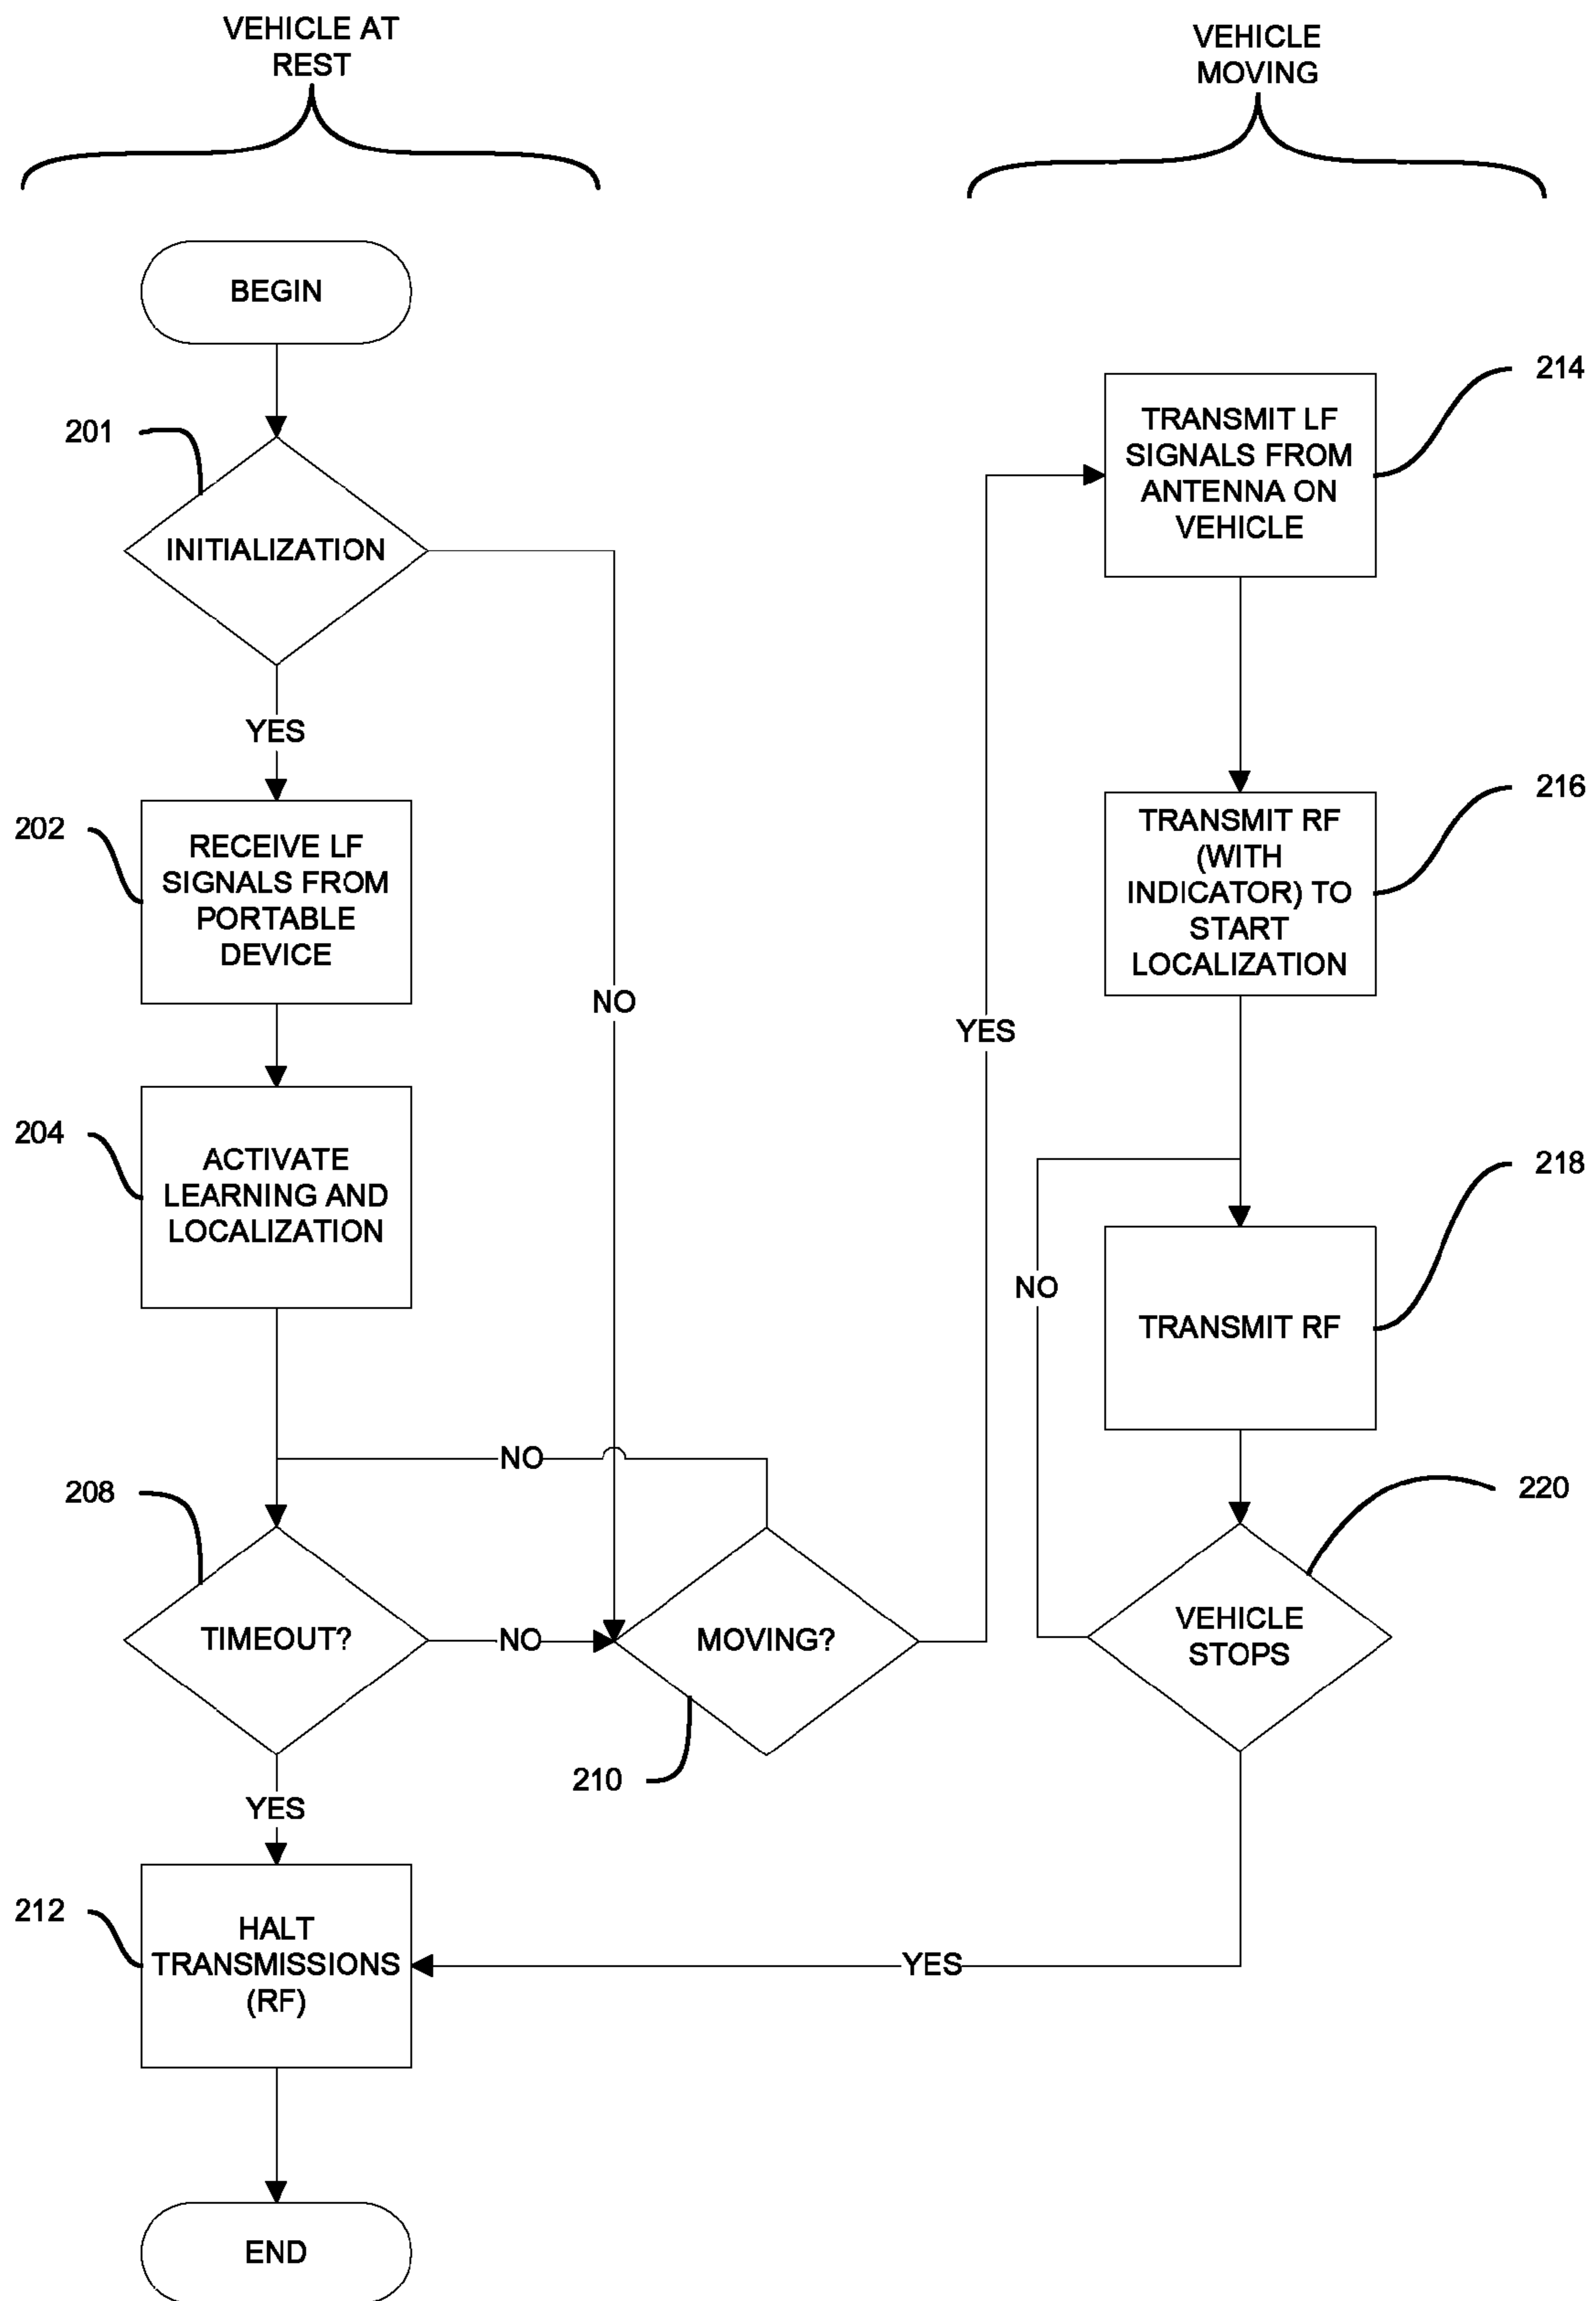 VEHICLE AT
REST
VEHICLE
MOVING
BEGIN
201
INITIALIZATION
YES
202
RECEIVE LF
SIGNALS FROM
PORTABLE
DEVICE
204
ACTIVATE
LEARNING AND
LOCALIZATION
NO
NO
208
TIMEOUT?
NO
MOVING?
210
YES
212
HALT
TRANSMISSIONS
(RF)
END
YES
214
TRANSMIT LF
SIGNALS FROM
ANTENNA ON
VEHICLE
216
TRANSMIT RF
(WITH
INDICATOR) TO
START
LOCALIZATION
218
TRANSMIT RF
NO
220
VEHICLE
STOPS
YES